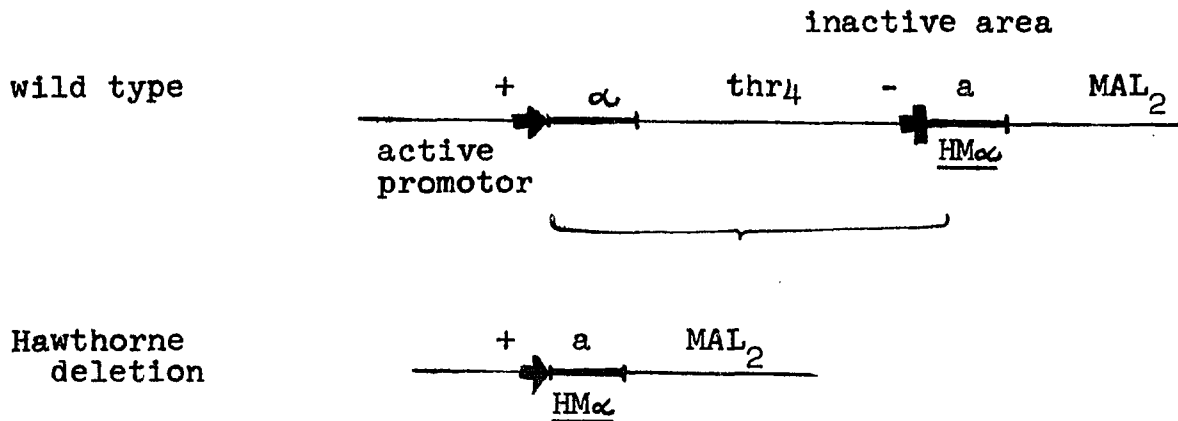 inactive area
wild type + α thr4 - a MAL2
active HMα
promotor
Hawthorne + a MAL2
deletion
HMα